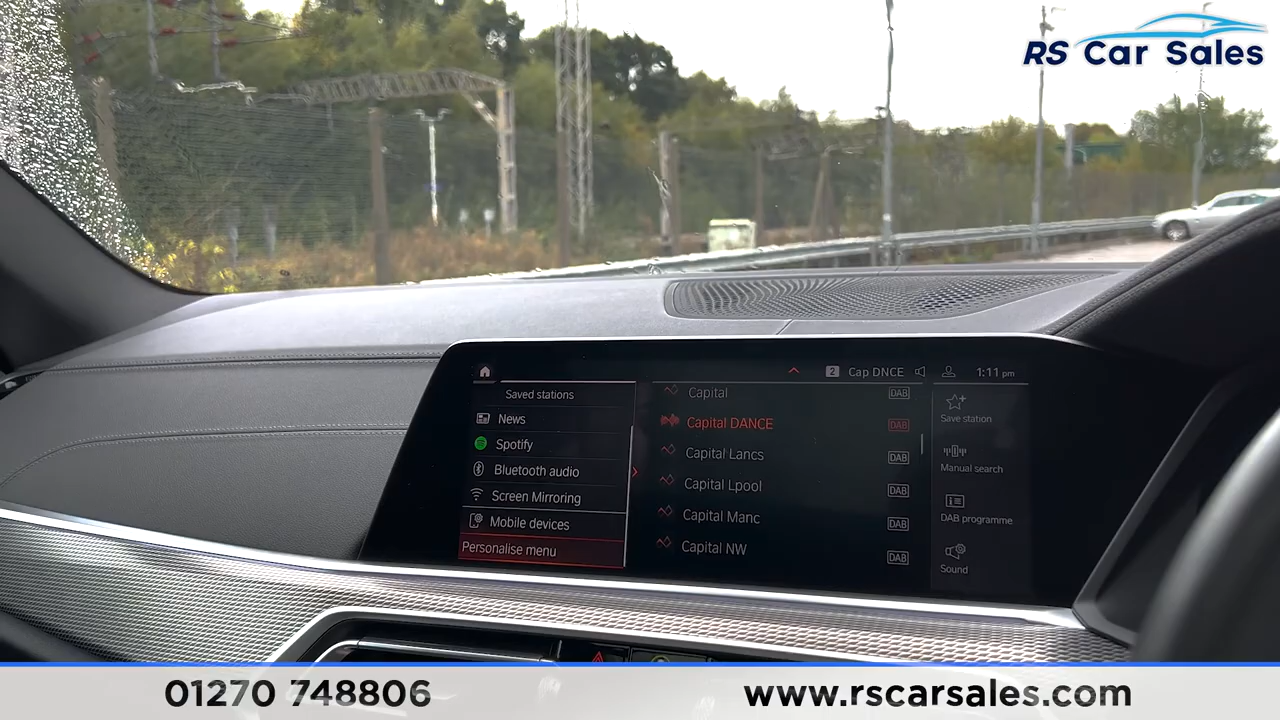 RS Car Sales
2 Cap DNCE 1:11 pm
Saved stations
News
Spotify
Bluetooth audio
Screen Mirroring
Mobile devices
Personalise menu
Capital DAB
Capital DANCE DAB
Capital Lancs DAB
Capital Lpool DAB
Capital Manc DAB
Capital NW DAB
Save station
Manual search
DAB programme
Sound
01270 748806
www.rscarsales.com